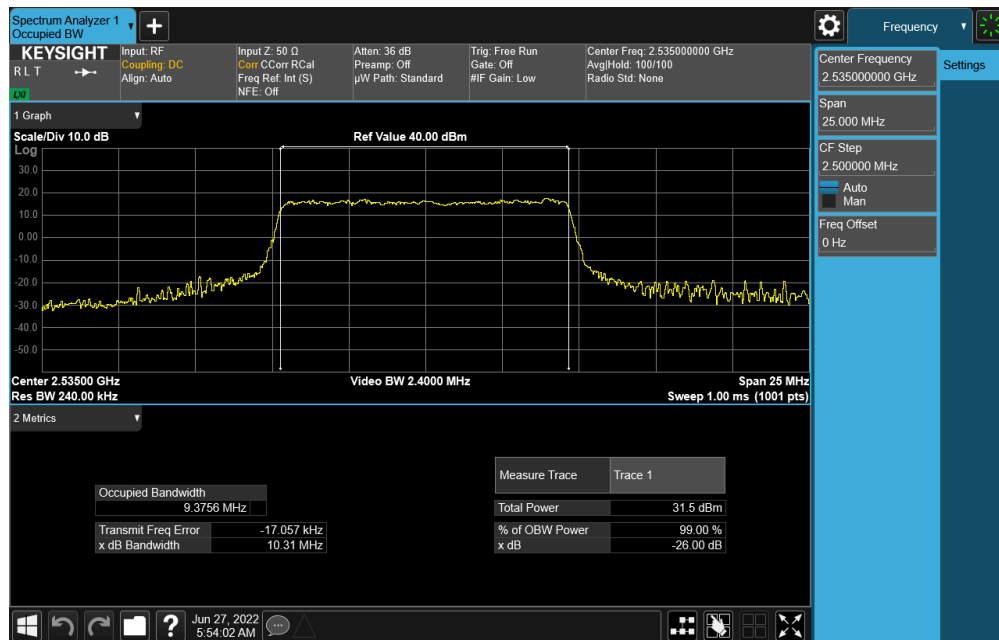 Spectrum Analyzer 1
Occupied BW
Frequency
KEYSIGHT
R L T
LXI
Input: RF
Coupling: DC
Align: Auto
Input Z: 50 Ω
Corr CCorr RCal
Freq Ref: Int (S)
NFE: Off
Atten: 36 dB
Preamp: Off
µW Path: Standard
Trig: Free Run
Gate: Off
#IF Gain: Low
Center Freq: 2.535000000 GHz
Avg|Hold: 100/100
Radio Std: None
Center Frequency
2.535000000 GHz
Settings
Span
25.000 MHz
CF Step
2.500000 MHz
Auto
Man
Freq Offset
0 Hz
1 Graph
Scale/Div 10.0 dB
Ref Value 40.00 dBm
Log
30.0
20.0
10.0
0.00
-10.0
-20.0
-30.0
-40.0
-50.0
Center 2.53500 GHz
Video BW 2.4000 MHz
Span 25 MHz
Res BW 240.00 kHz
Sweep 1.00 ms (1001 pts)
2 Metrics
Occupied Bandwidth
9.3756 MHz
Transmit Freq Error -17.057 kHz
x dB Bandwidth 10.31 MHz
Measure Trace Trace 1
Total Power 31.5 dBm
% of OBW Power 99.00 %
x dB -26.00 dB
?
Jun 27, 2022
5:54:02 AM